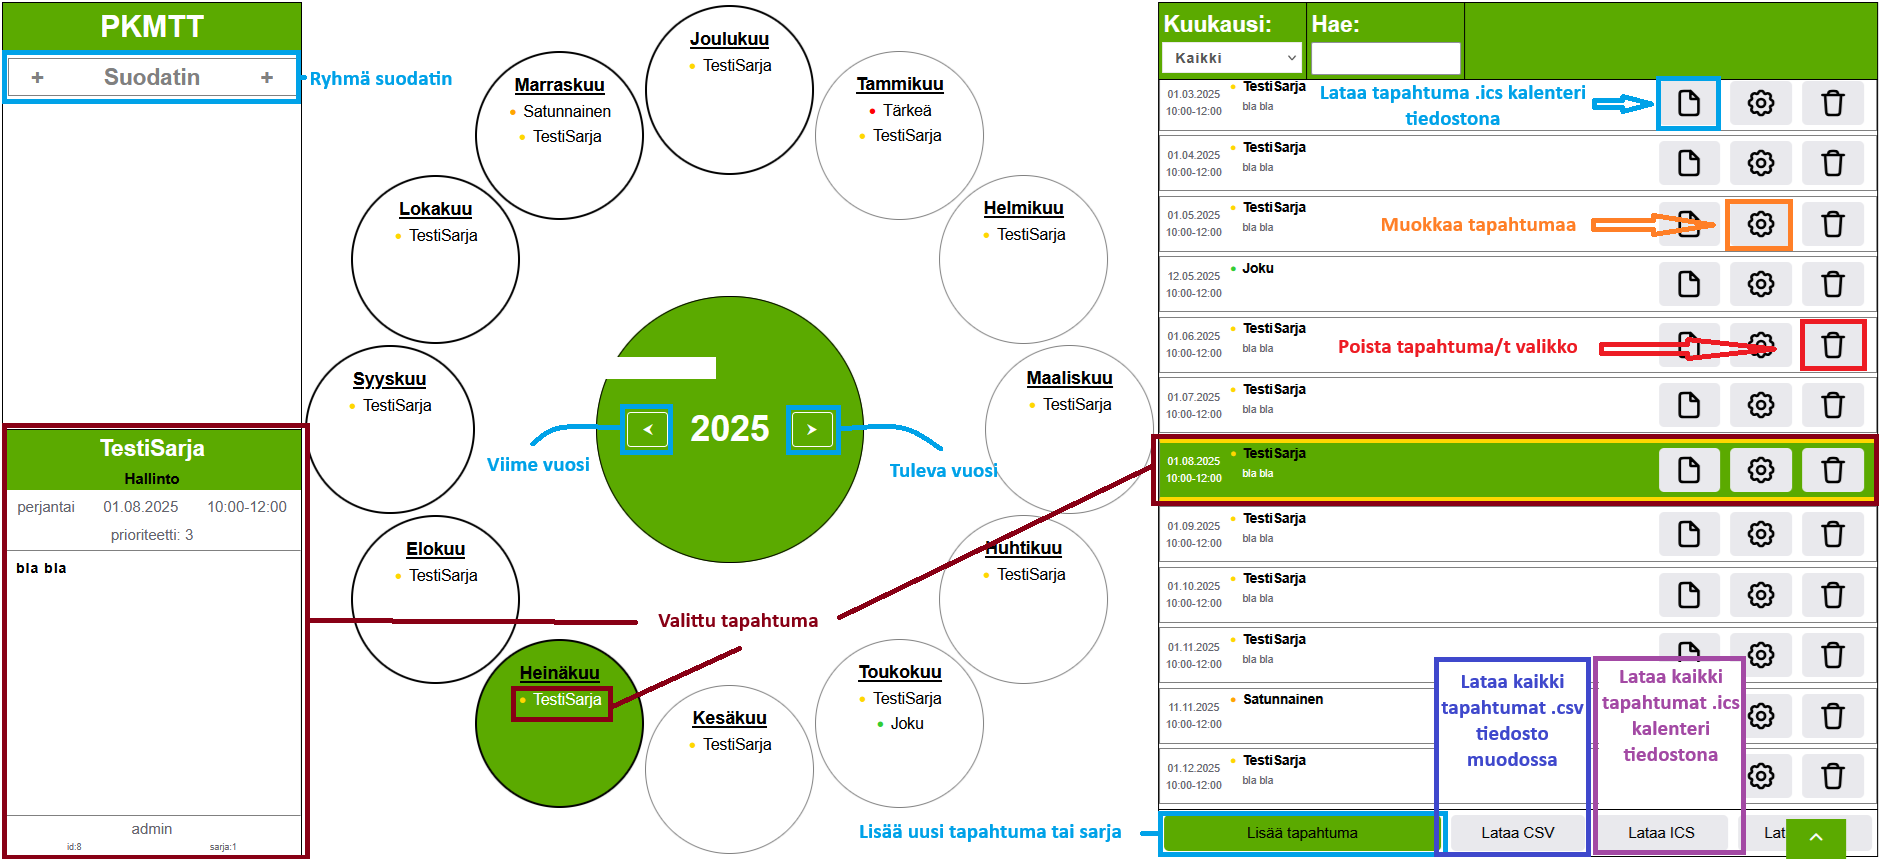 PKMTT
+ Suodatin +
Ryhmä suodatin
TestiSarja
Hallinto
perjantai 01.08.2025 10:00-12:00
prioriteetti: 3
bla bla
admin
id:8 sarja:1
Joulukuu
TestiSarja
Marraskuu
Satunnainen
TestiSarja
Tammikuu
Tärkeä
TestiSarja
Lokakuu
TestiSarja
Helmikuu
TestiSarja
Syyskuu
TestiSarja
Maaliskuu
TestiSarja
2025
Viime vuosi
Tuleva vuosi
Elokuu
TestiSarja
Huhtikuu
TestiSarja
Valittu tapahtuma
Heinäkuu
TestiSarja
Kesäkuu
TestiSarja
Toukokuu
TestiSarja
Joku
Lisää uusi tapahtuma tai sarja
Kuukausi:
Kaikki
Hae:
01.03.2025 TestiSarja
10:00-12:00 bla bla
Lataa tapahtuma .ics kalenteri
tiedostona
01.04.2025 TestiSarja
10:00-12:00 bla bla
01.05.2025 TestiSarja
10:00-12:00 bla bla
Muokkaa tapahtumaa
12.05.2025 Joku
10:00-12:00
01.06.2025 TestiSarja
10:00-12:00 bla bla
Poista tapahtuma/t valikko
01.07.2025 TestiSarja
10:00-12:00 bla bla
01.08.2025 TestiSarja
10:00-12:00 bla bla
01.09.2025 TestiSarja
10:00-12:00 bla bla
01.10.2025 TestiSarja
10:00-12:00 bla bla
01.11.2025 TestiSarja
10:00-12:00 bla bla
11.11.2025 Satunnainen
10:00-12:00
01.12.2025 TestiSarja
10:00-12:00 bla bla
Lataa kaikki
tapahtumat .csv
tiedosto
muodossa
Lataa kaikki
tapahtumat .ics
kalenteri
tiedostona
Lisää tapahtuma
Lataa CSV
Lataa ICS